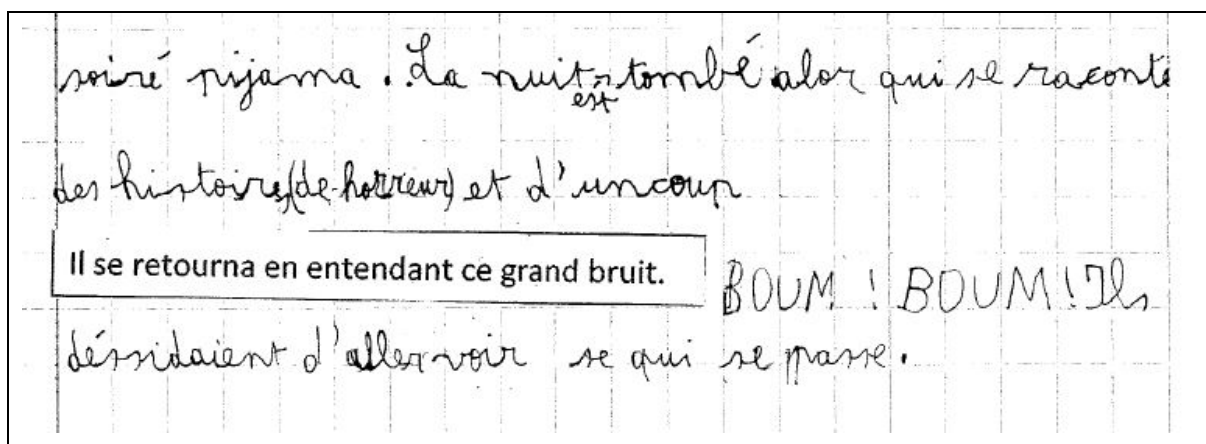 soiré pijama. La nuit est tombé alor qui se raconte
des histoires (de horreur) et d'uncoup
Il se retourna en entendant ce grand bruit. BOUM ! BOUM ! Ils
déssidaient d'aller voir se qui se passe.